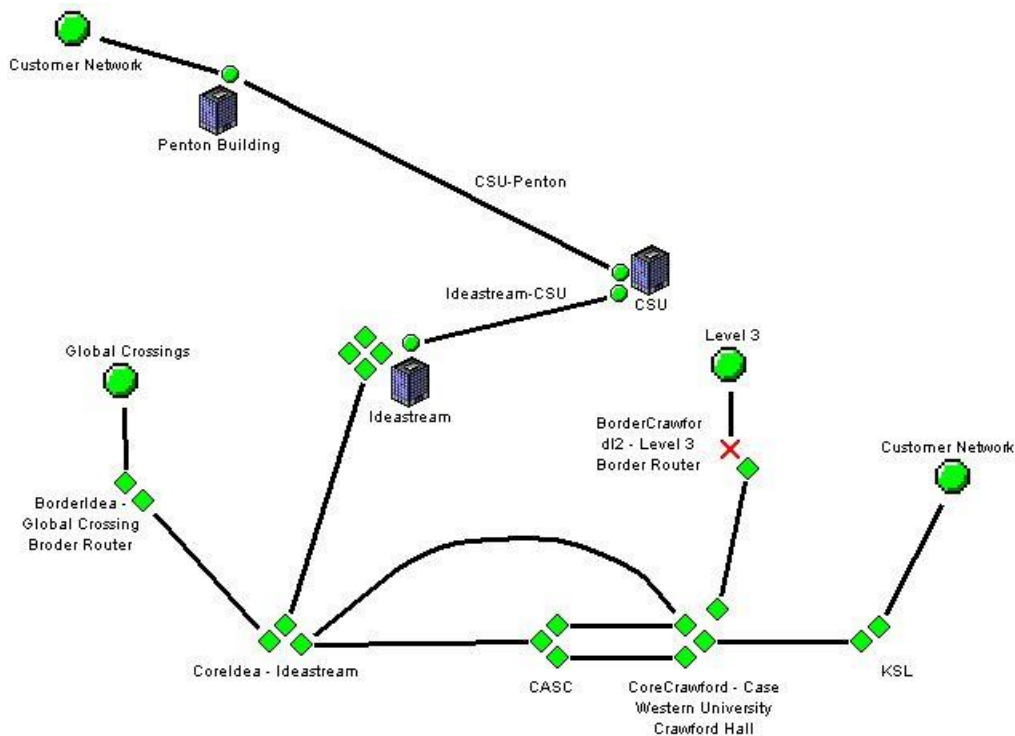 Customer Network
Penton Building
CSU-Penton
Ideastream-CSU
CSU
Level 3
Global Crossings
Ideastream
BorderCrawfor
dl2 - Level 3
Border Router
Customer Network
BorderIdea -
Global Crossing
Broder Router
CoreIdea - Ideastream
CASC
CoreCrawford - Case
Western University
Crawford Hall
KSL